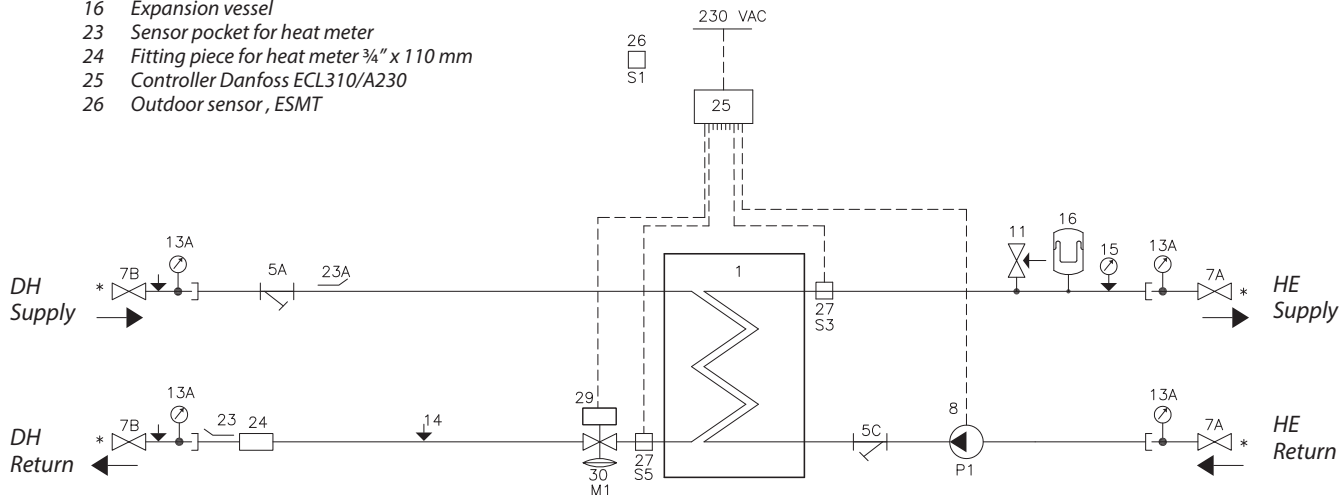 16 Expansion vessel
23 Sensor pocket for heat meter
24 Fitting piece for heat meter ¾" x 110 mm
25 Controller Danfoss ECL310/A230
26 Outdoor sensor , ESMT
230 VAC
26
S1
25
13A
7B
*
5A
23A
DH
Supply
1
27
S3
11
16
15
13A
7A
*
HE
Supply
13A
7B
*
23
24
14
29
30
M1
27
S5
DH
Return
5C
8
P1
13A
7A
*
HE
Return